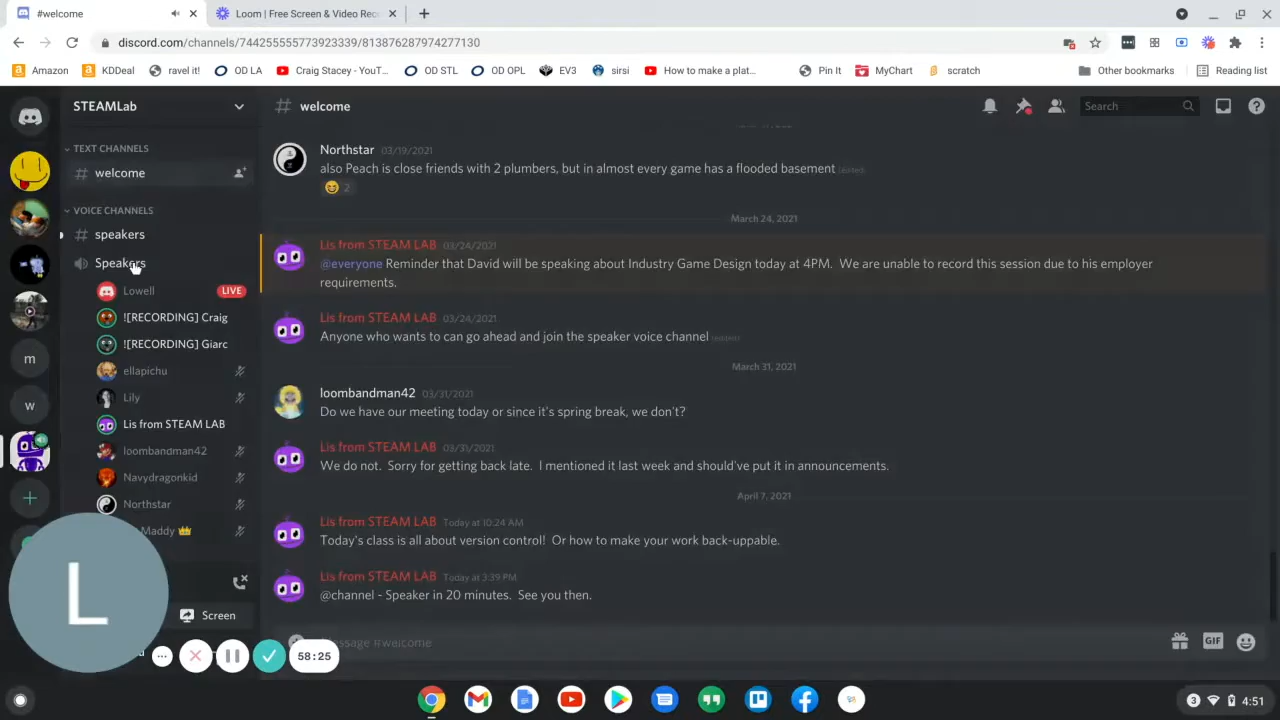 #welcome
Loom | Free Screen & Video Rec
discord.com/channels/744255555773923339/813876287974277130
Amazon
KDDeal
ravel it!
OD LA
Craig Stacey - YouT...
OD STL
OD OPL
EV3
sirsi
How to make a plat...
Pin It
MyChart
scratch
Other bookmarks
Reading list
STEAMLab
# welcome
Search
TEXT CHANNELS
# welcome
VOICE CHANNELS
# speakers
Speakers
Lowell LIVE
![RECORDING] Craig
![RECORDING] Giarc
ellapichu
Lily
Lis from STEAM LAB
loombandman42
Navydragonkid
Northstar
Maddy
m
w
Screen
L
58:25
Northstar 03/19/2021
also Peach is close friends with 2 plumbers, but in almost every game has a flooded basement (edited)
2
March 24, 2021
Lis from STEAM LAB 03/24/2021
@everyone Reminder that David will be speaking about Industry Game Design today at 4PM. We are unable to record this session due to his employer
requirements.
Lis from STEAM LAB 03/24/2021
Anyone who wants to can go ahead and join the speaker voice channel (edited)
March 31, 2021
loombandman42 03/31/2021
Do we have our meeting today or since it's spring break, we don't?
Lis from STEAM LAB 03/31/2021
We do not. Sorry for getting back late. I mentioned it last week and should've put it in announcements.
April 7, 2021
Lis from STEAM LAB Today at 10:24 AM
Today's class is all about version control! Or how to make your work back-uppable.
Lis from STEAM LAB Today at 3:39 PM
@channel - Speaker in 20 minutes. See you then.
Message #welcome
GIF
3
4:51